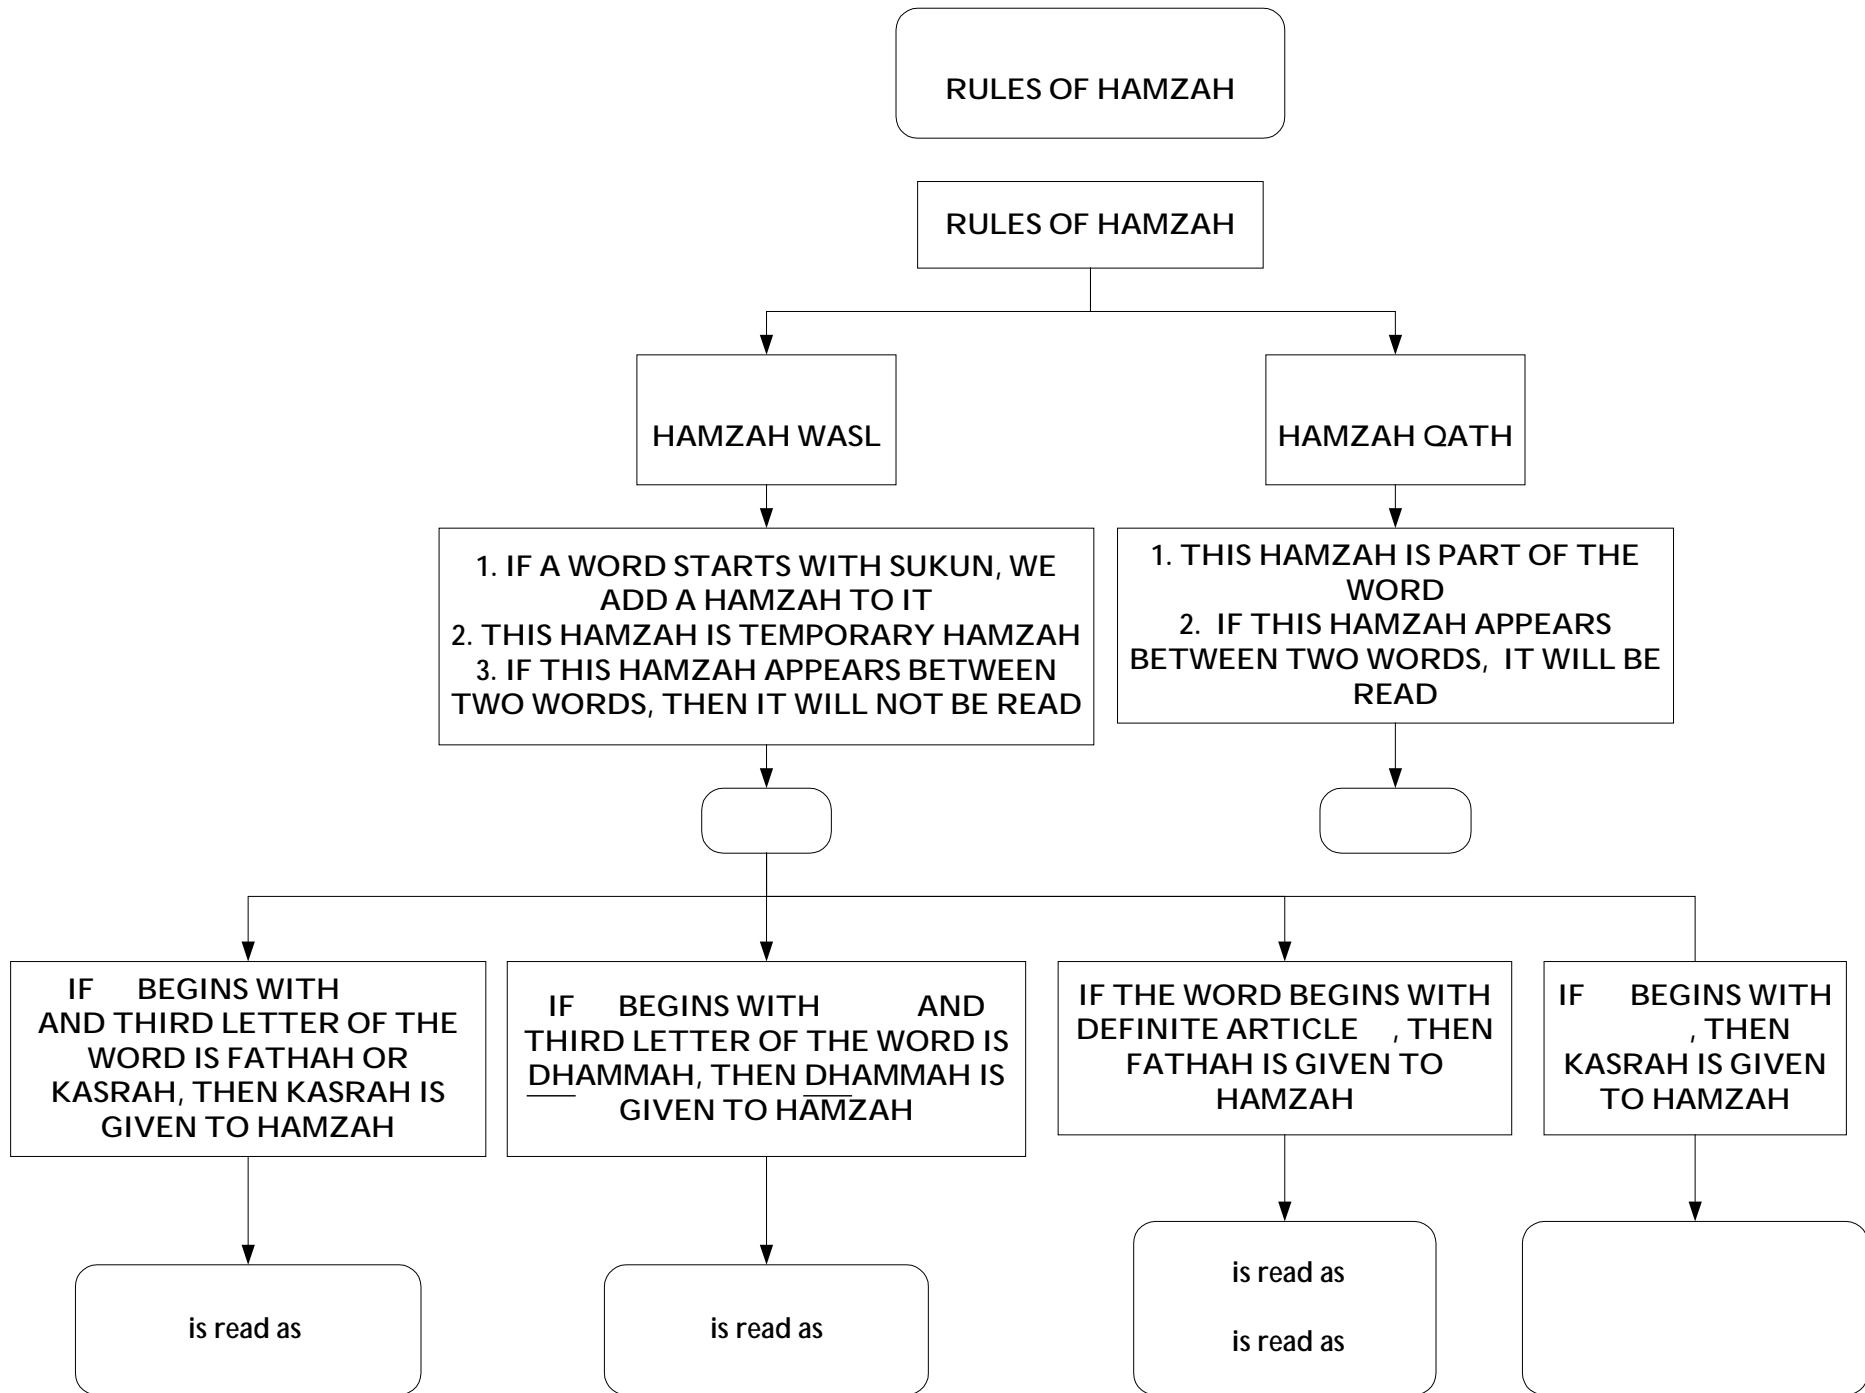 RULES OF HAMZAH
RULES OF HAMZAH
HAMZAH WASL
HAMZAH QATH
1. IF A WORD STARTS WITH SUKUN, WE
ADD A HAMZAH TO IT
2. THIS HAMZAH IS TEMPORARY HAMZAH
3. IF THIS HAMZAH APPEARS BETWEEN
TWO WORDS, THEN IT WILL NOT BE READ
1. THIS HAMZAH IS PART OF THE
WORD
2. IF THIS HAMZAH APPEARS
BETWEEN TWO WORDS, IT WILL BE
READ
IF BEGINS WITH
AND THIRD LETTER OF THE
WORD IS FATHAH OR
KASRAH, THEN KASRAH IS
GIVEN TO HAMZAH
IF BEGINS WITH AND
THIRD LETTER OF THE WORD IS
DHAMMAH, THEN DHAMMAH IS
GIVEN TO HAMZAH
IF THE WORD BEGINS WITH
DEFINITE ARTICLE , THEN
FATHAH IS GIVEN TO
HAMZAH
IF BEGINS WITH
, THEN
KASRAH IS GIVEN
TO HAMZAH
is read as
is read as
is read as
is read as